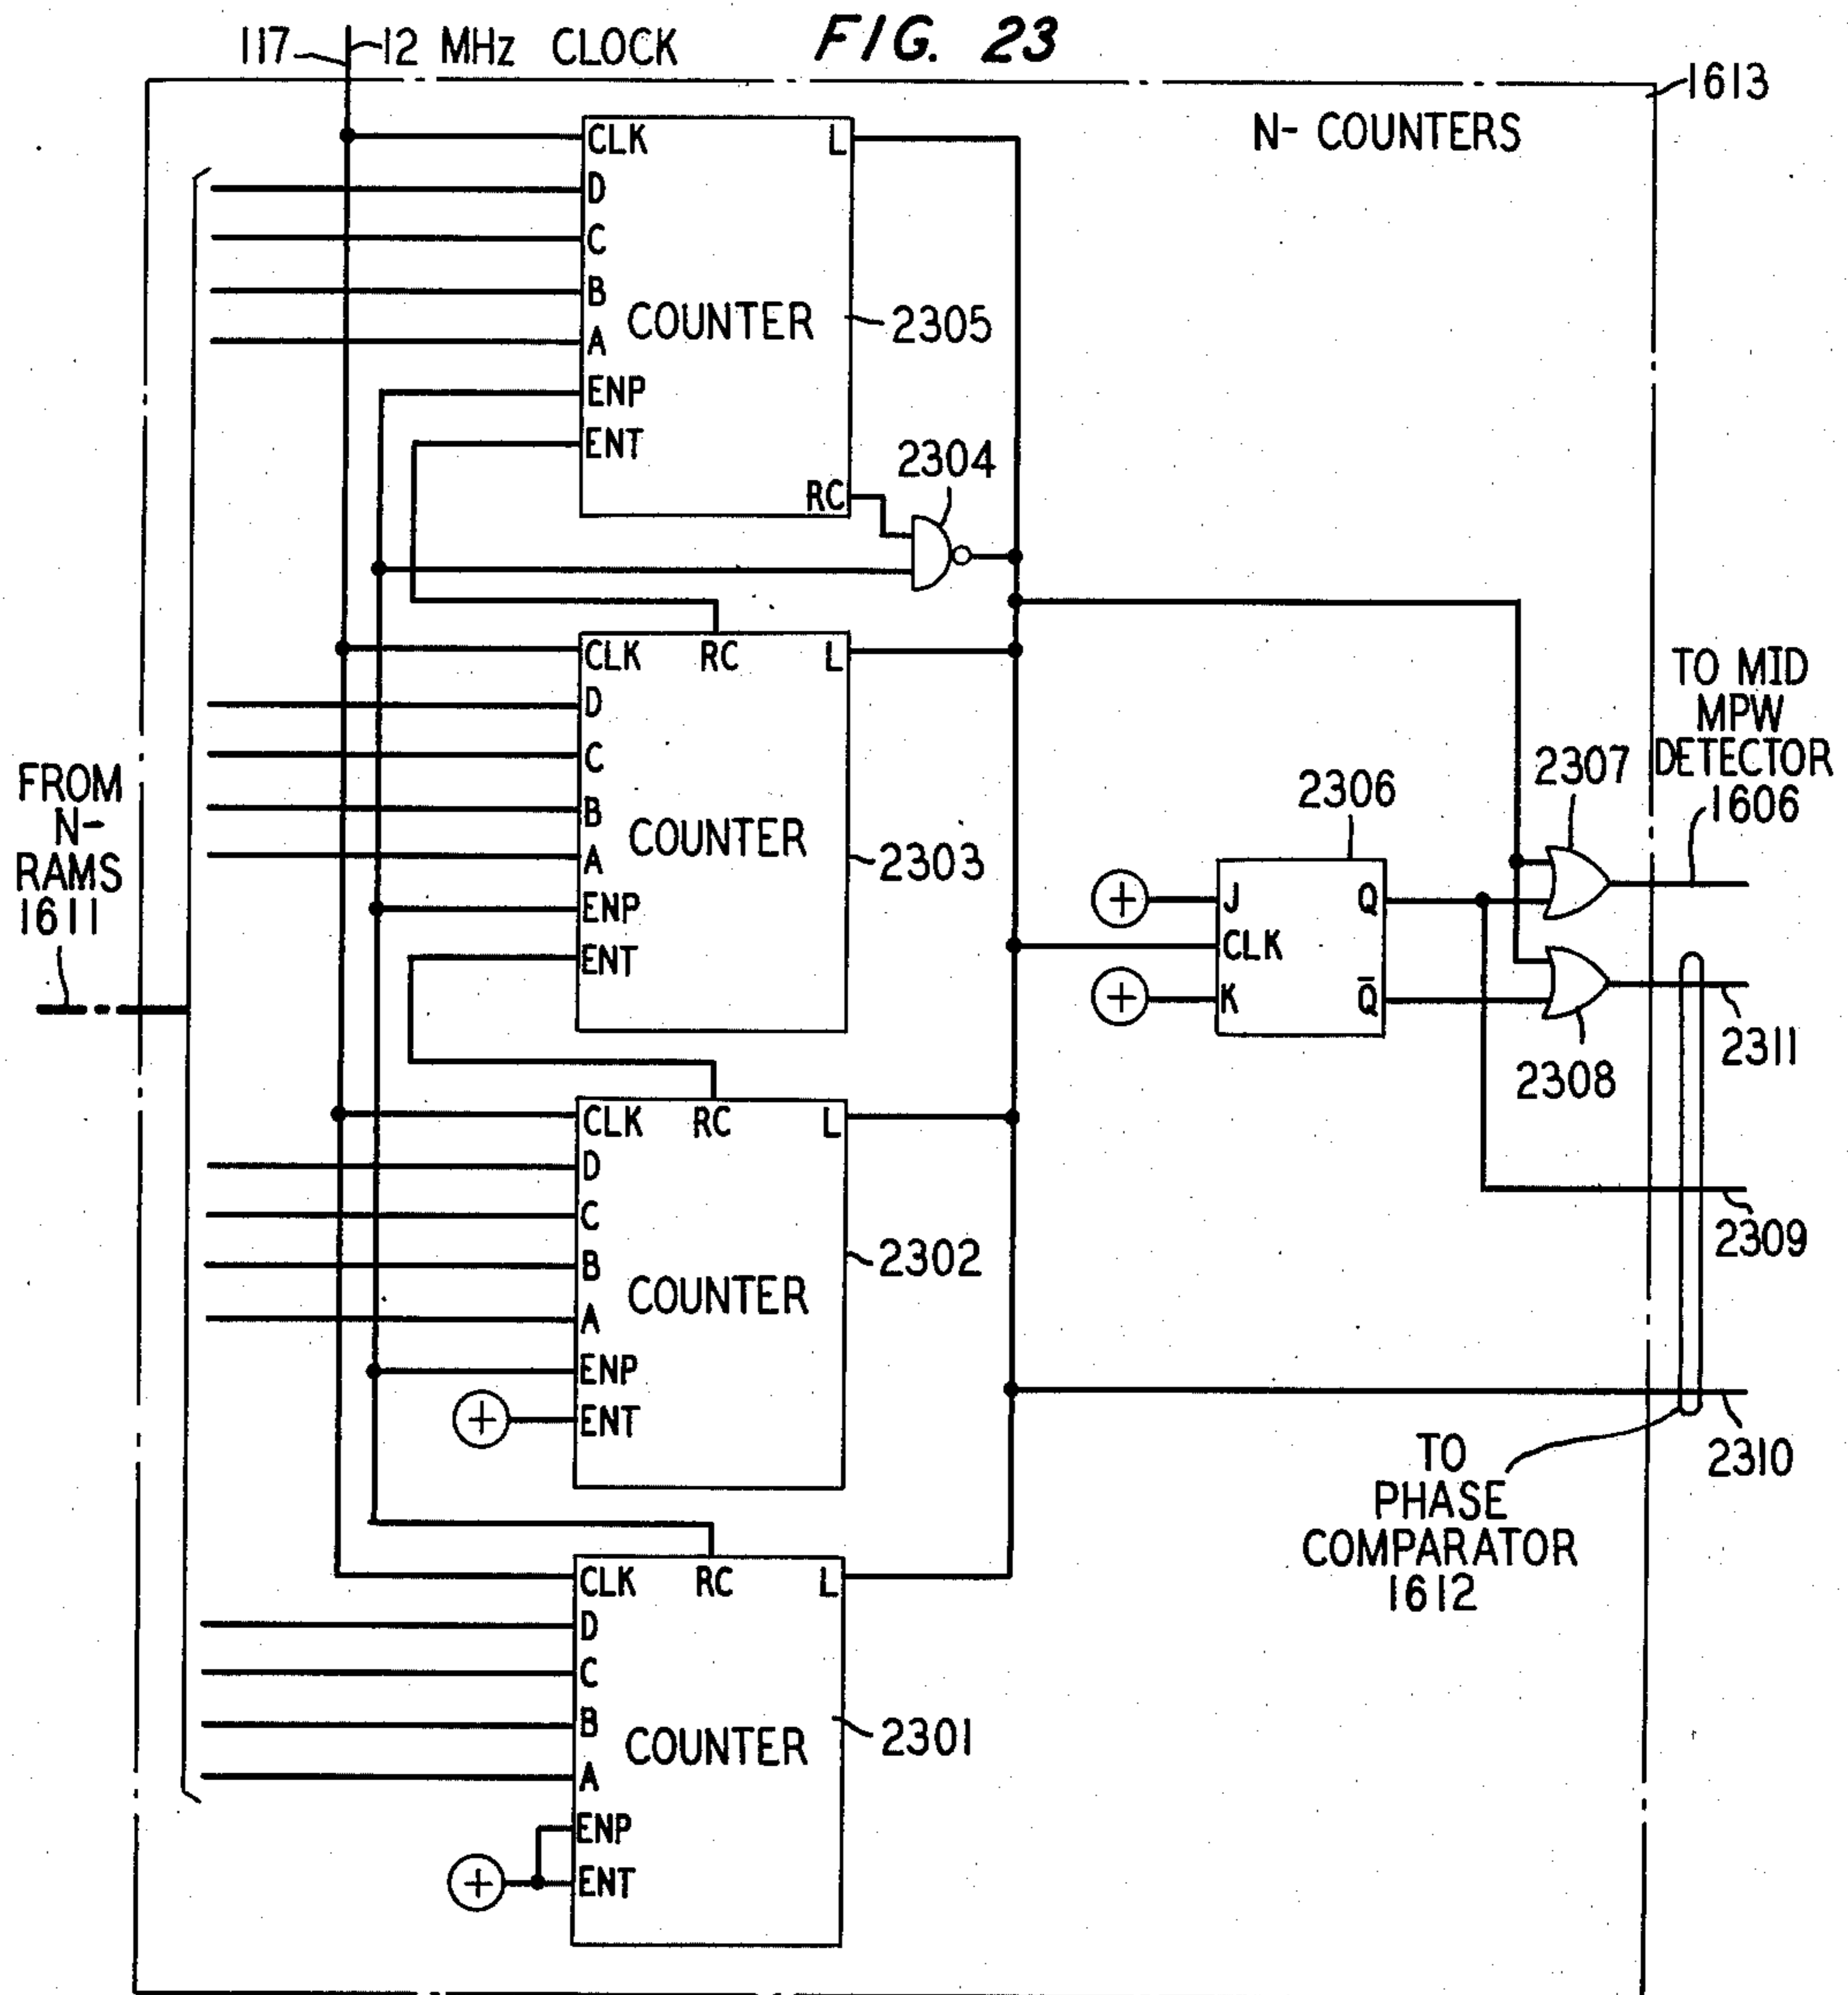 FIG. 23
117
12 MHz CLOCK
1613
N- COUNTERS
CLK
L
D
C
B
A
COUNTER
2305
ENP
ENT
RC
2304
CLK
RC
L
D
C
B
A
COUNTER
2303
ENP
ENT
FROM
N-
RAMS
1611
2306
J
Q
CLK
K
Q̄
2307
2308
TO MID
MPW
DETECTOR
1606
2311
2309
2310
CLK
RC
L
D
C
B
A
COUNTER
2302
ENP
+
ENT
+
+
TO
PHASE
COMPARATOR
1612
CLK
RC
L
D
C
B
A
COUNTER
2301
ENP
+
ENT